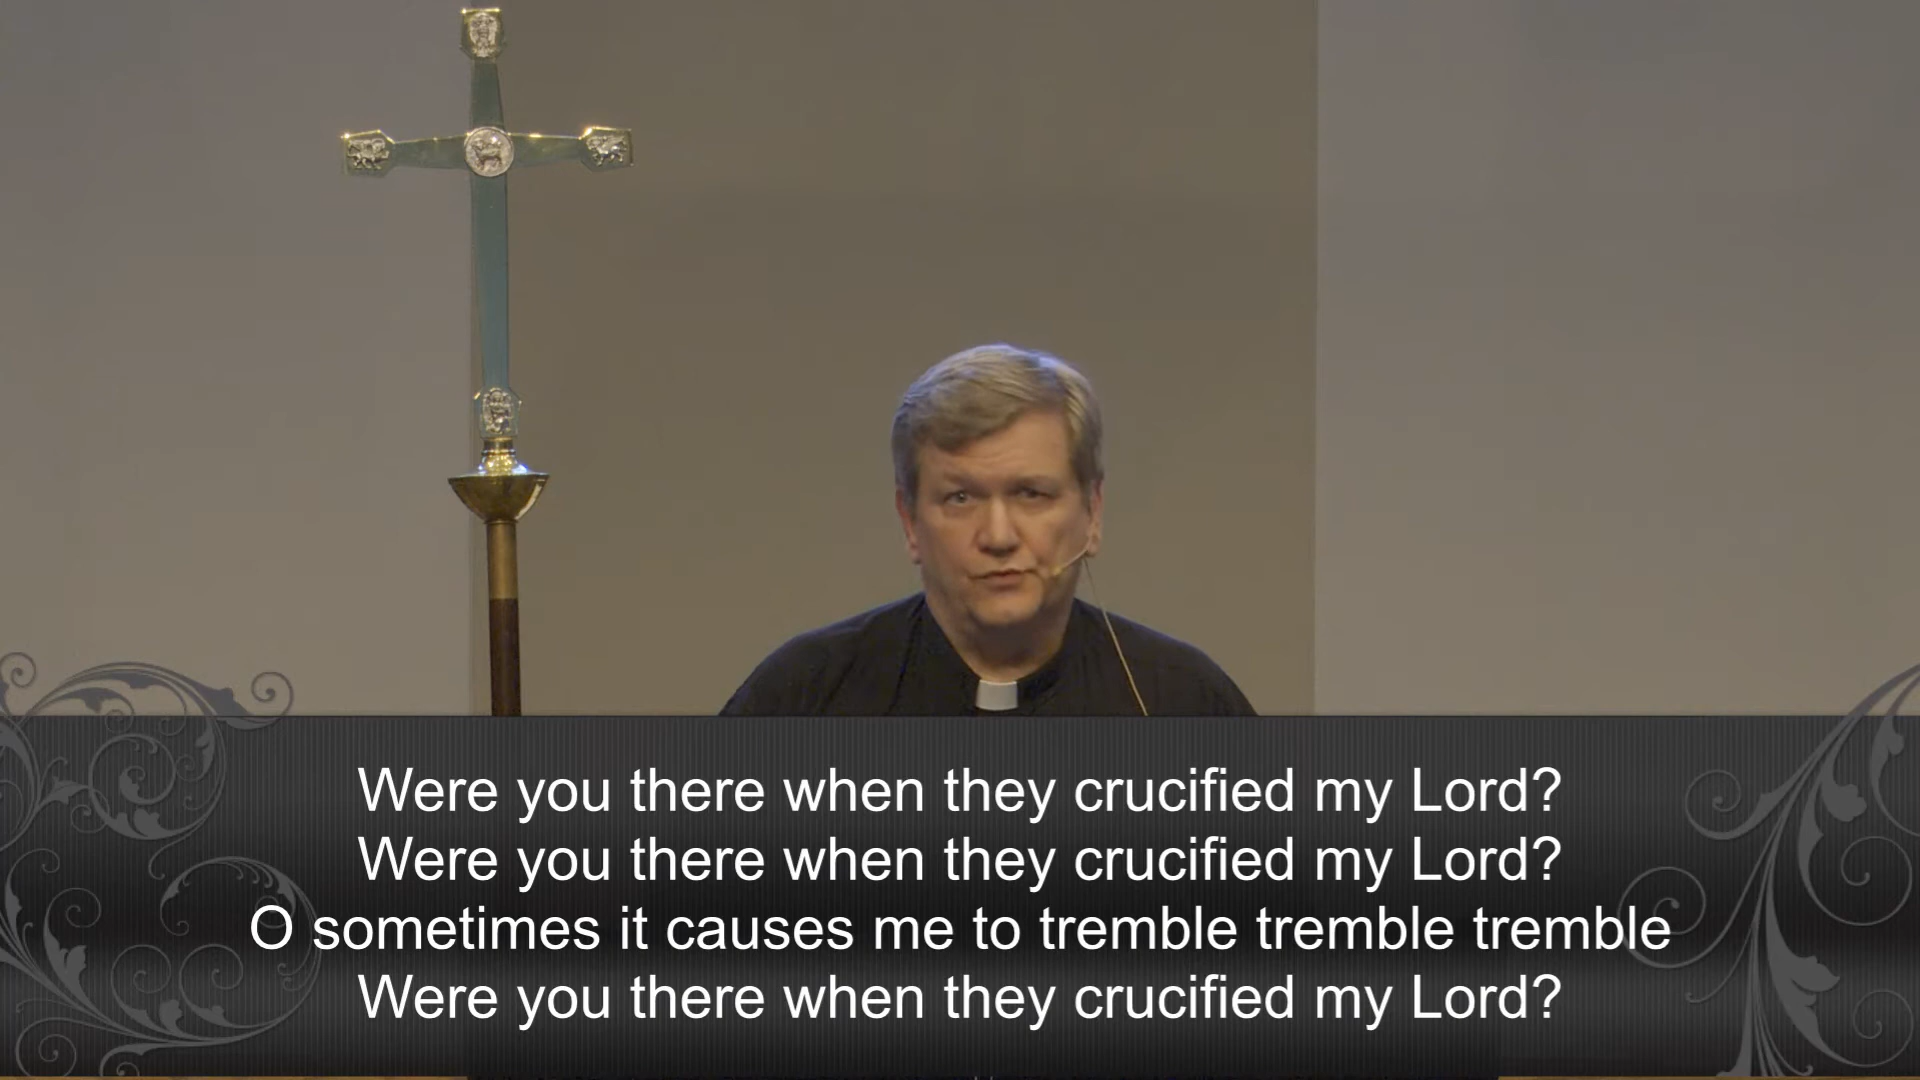 Were you there when they crucified my Lord?
Were you there when they crucified my Lord?
O sometimes it causes me to tremble tremble tremble
Were you there when they crucified my Lord?